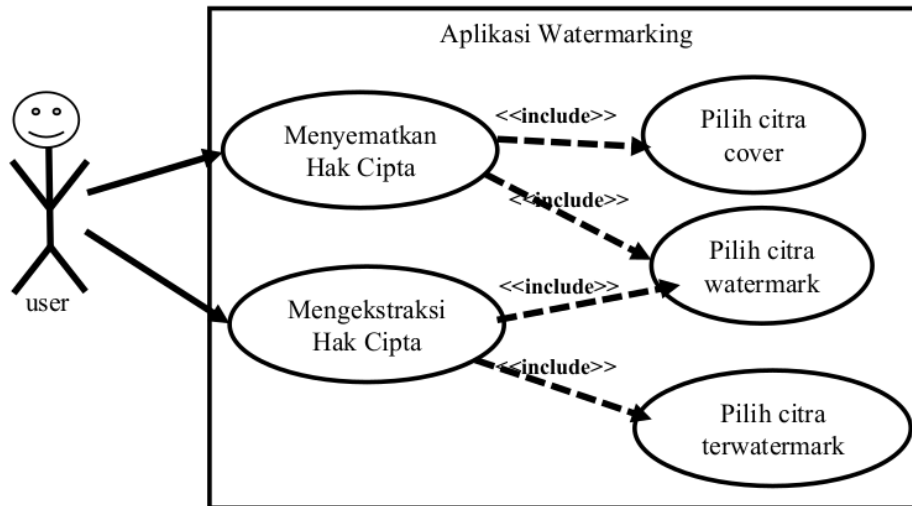 Aplikasi Watermarking
Menyematkan
Hak Cipta
<<include>>
Pilih citra
cover
<<include>>
Pilih citra
watermark
user
Mengekstraksi
Hak Cipta
<<include>>
<<include>>
Pilih citra
terwatermark